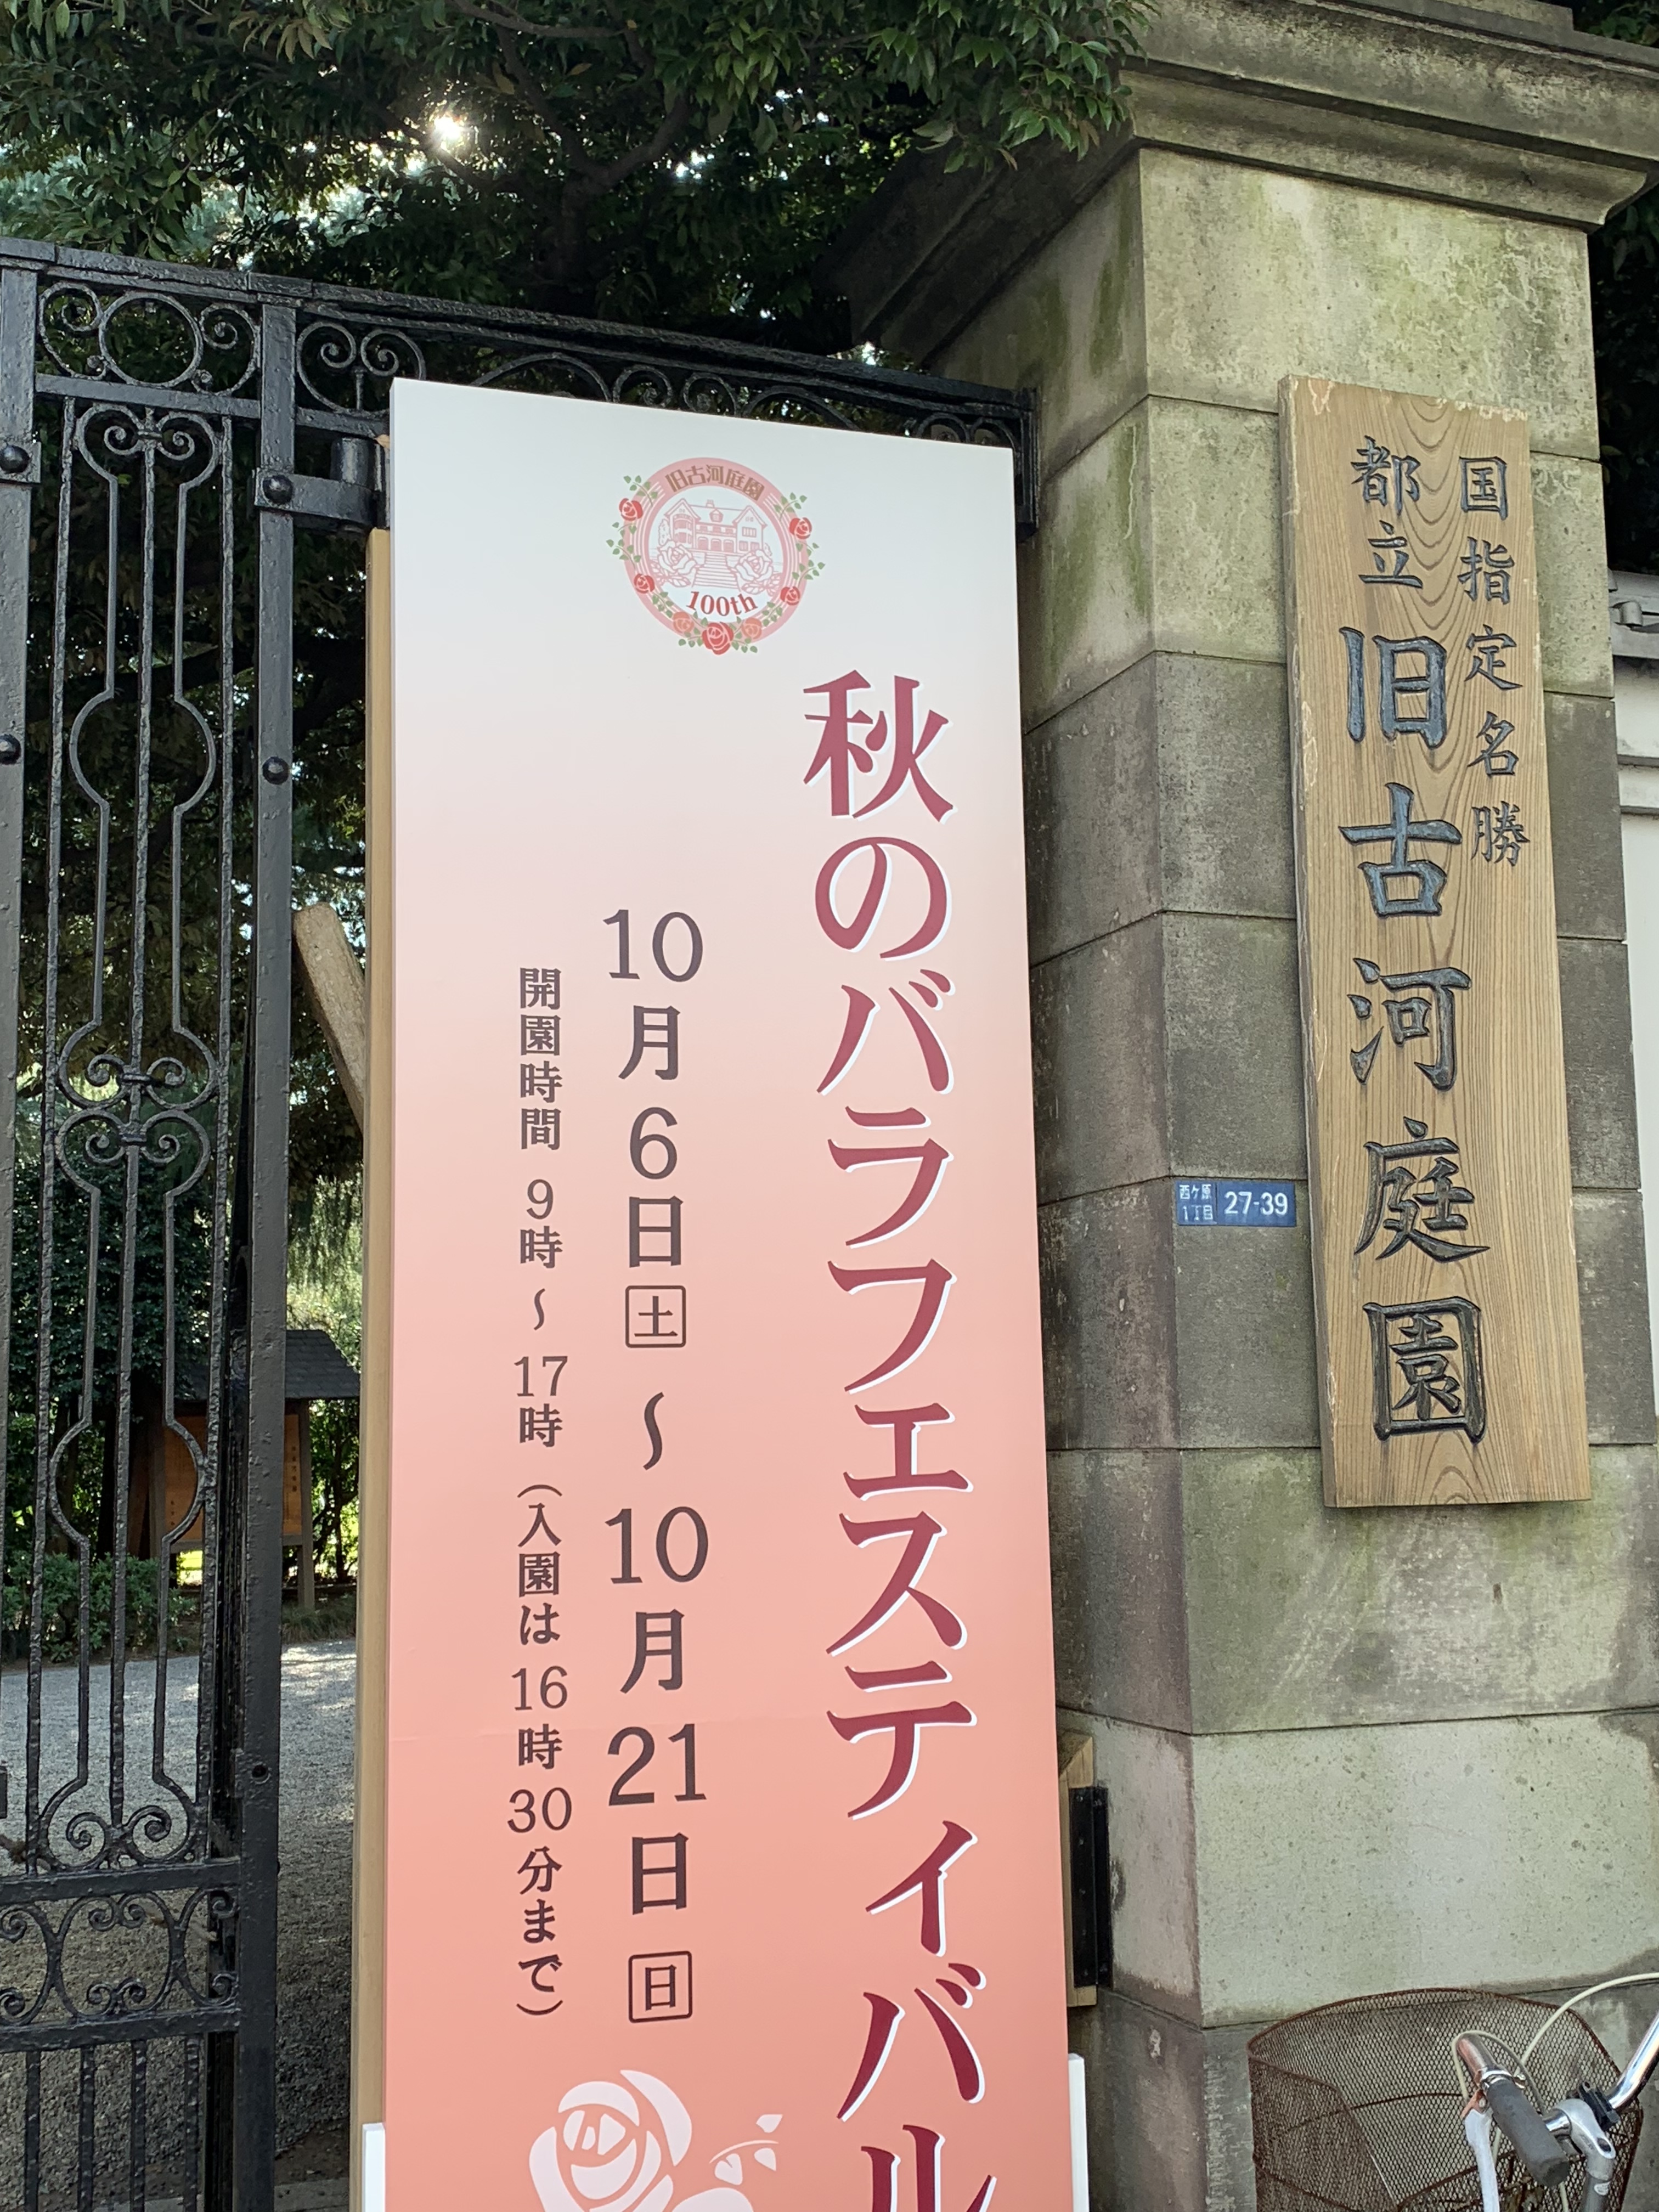 国指定名勝
都立旧古河庭園
西ケ原
1丁目
27-39
旧古河庭園
100th
秋のバラフェスティバル
10月6日土〜10月21日日
開園時間 9時〜17時（入園は16時30分まで）